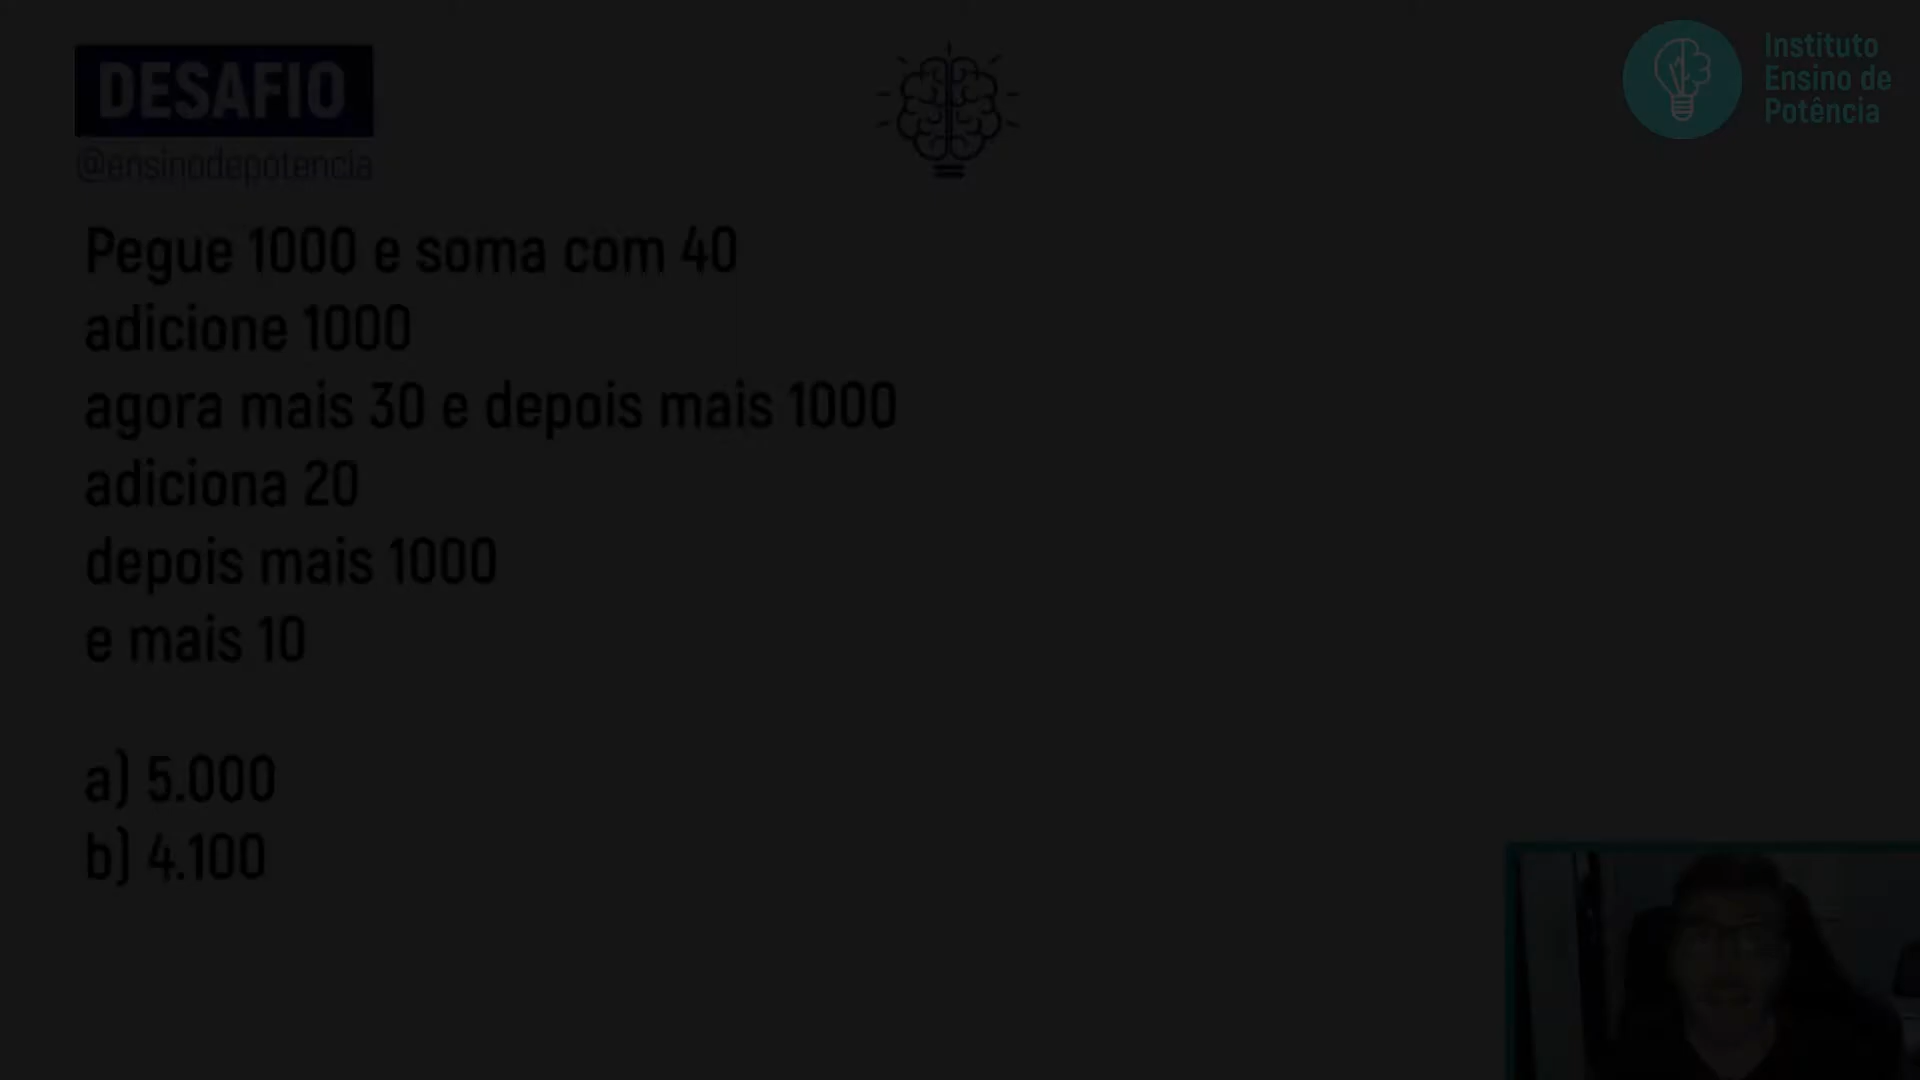 DESAFIO
@ensinodepotencia
Instituto
Ensino de
Potência
Pegue 1000 e soma com 40
adicione 1000
agora mais 30 e depois mais 1000
adiciona 20
depois mais 1000
e mais 10
a) 5.000
b) 4.100